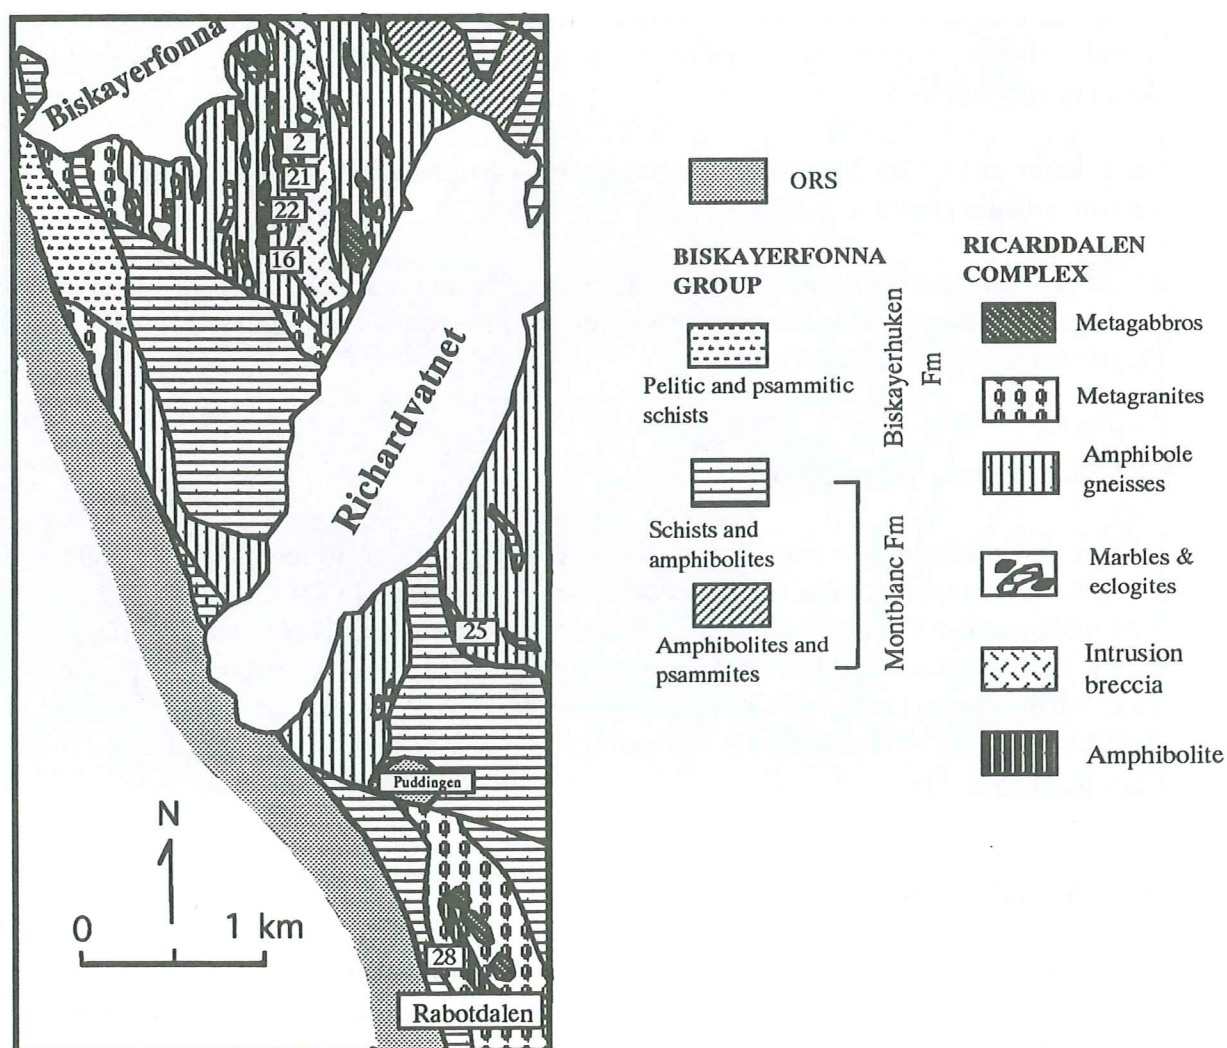 Biskayerfonna
2
21
22
16
Richardvatnet
25
Puddingen
N
0 1 km
28
Rabotdalen
ORS
BISKAYERFONNA
GROUP
Pelitic and psammitic
schists
Biskayerhuken
Fm
Schists and
amphibolites
Amphibolites and
psammites
Montblanc Fm
RICARDDALEN
COMPLEX
Metagabbros
Metagranites
Amphibole
gneisses
Marbles &
eclogites
Intrusion
breccia
Amphibolite